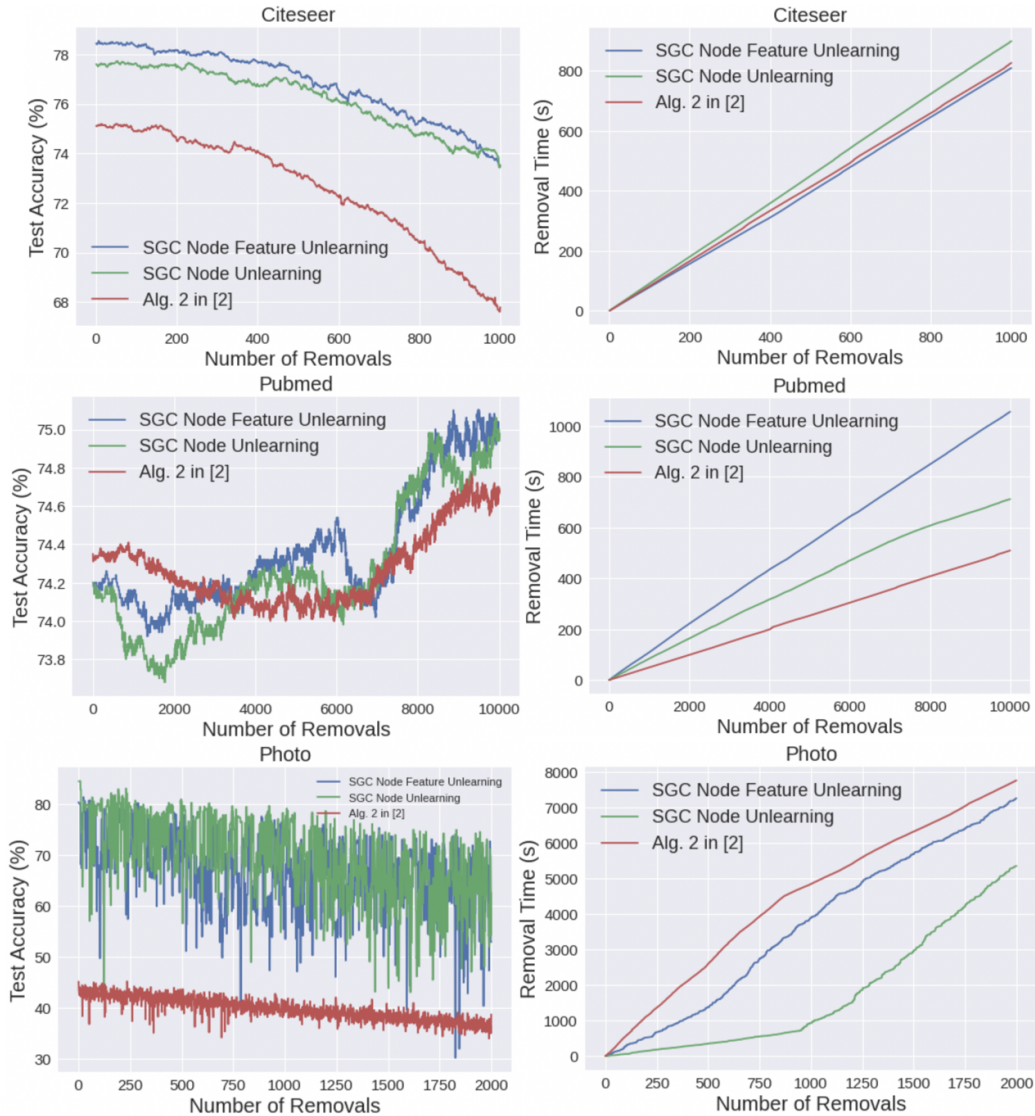 Citeseer
Test Accuracy (%)
78
76
74
72
70
68
SGC Node Feature Unlearning
SGC Node Unlearning
Alg. 2 in [2]
0 200 400 600 800 1000
Number of Removals
Citeseer
Removal Time (s)
800
600
400
200
0
SGC Node Feature Unlearning
SGC Node Unlearning
Alg. 2 in [2]
0 200 400 600 800 1000
Number of Removals
Pubmed
Test Accuracy (%)
75.0
74.8
74.6
74.4
74.2
74.0
73.8
SGC Node Feature Unlearning
SGC Node Unlearning
Alg. 2 in [2]
0 2000 4000 6000 8000 10000
Number of Removals
Pubmed
Removal Time (s)
1000
800
600
400
200
0
SGC Node Feature Unlearning
SGC Node Unlearning
Alg. 2 in [2]
0 2000 4000 6000 8000 10000
Number of Removals
Photo
Test Accuracy (%)
80
70
60
50
40
30
SGC Node Feature Unlearning
SGC Node Unlearning
Alg. 2 in [2]
0 250 500 750 1000 1250 1500 1750 2000
Number of Removals
Photo
Removal Time (s)
8000
7000
6000
5000
4000
3000
2000
1000
0
SGC Node Feature Unlearning
SGC Node Unlearning
Alg. 2 in [2]
0 250 500 750 1000 1250 1500 1750 2000
Number of Removals